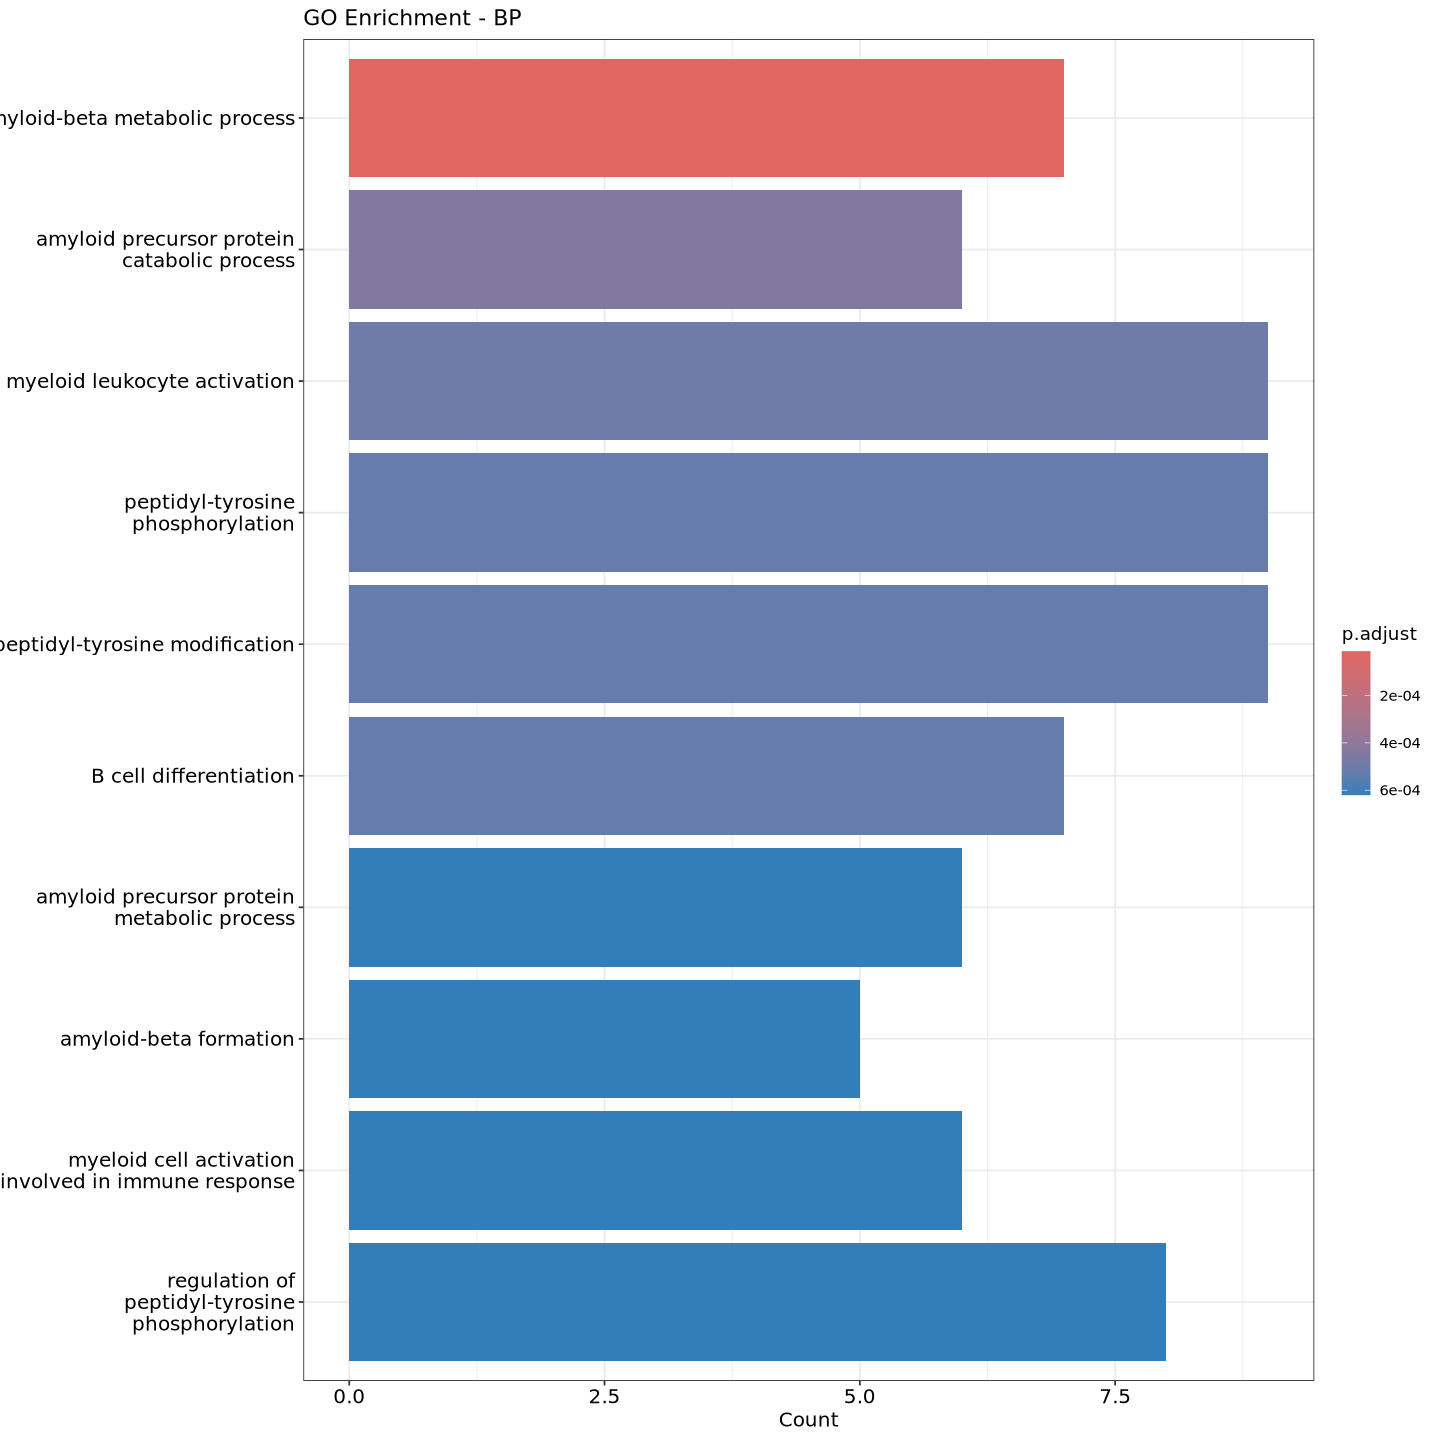 GO Enrichment - BP
myloid-beta metabolic process
amyloid precursor protein
catabolic process
myeloid leukocyte activation
peptidyl-tyrosine
phosphorylation
peptidyl-tyrosine modification
B cell differentiation
amyloid precursor protein
metabolic process
amyloid-beta formation
myeloid cell activation
involved in immune response
regulation of
peptidyl-tyrosine
phosphorylation
0.0
2.5
5.0
7.5
Count
p.adjust
2e-04
4e-04
6e-04